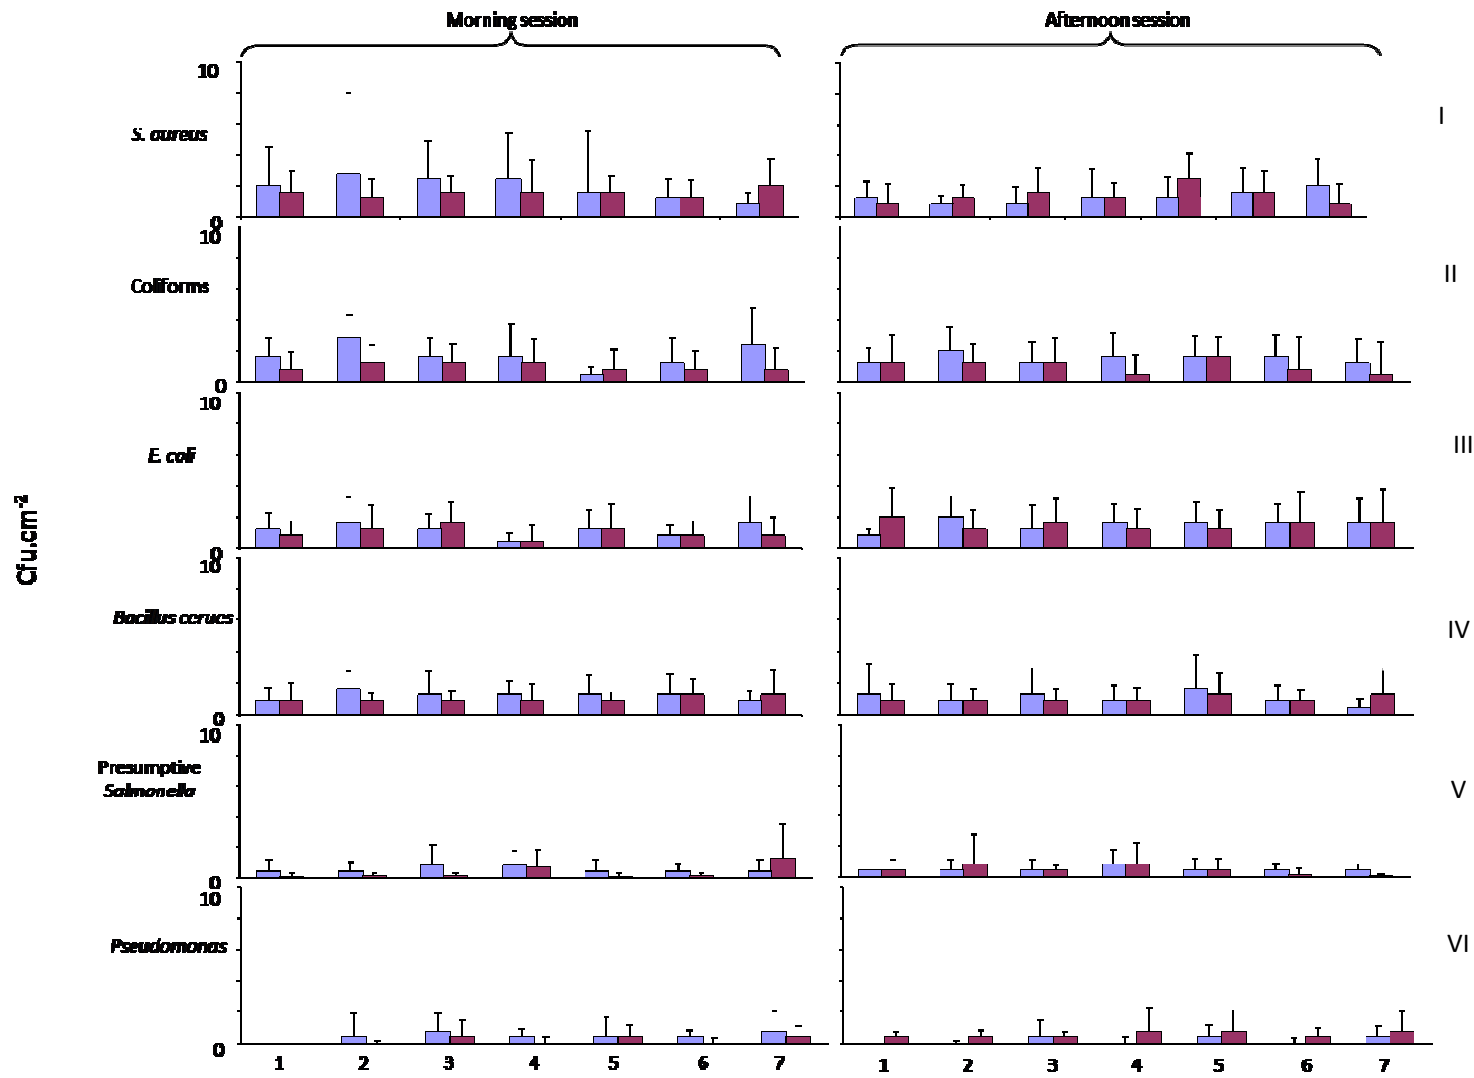 Morning session Afternoon session
10
S. aureus
I
0
10
Coliforms
II
0
10
E. coli
III
0
Cfu.cm-2
10
Bacillus cerues
IV
0
10
Presumptive
Salmonella
V
0
10
Pseudomonas
VI
0
1 2 3 4 5 6 7 1 2 3 4 5 6 7